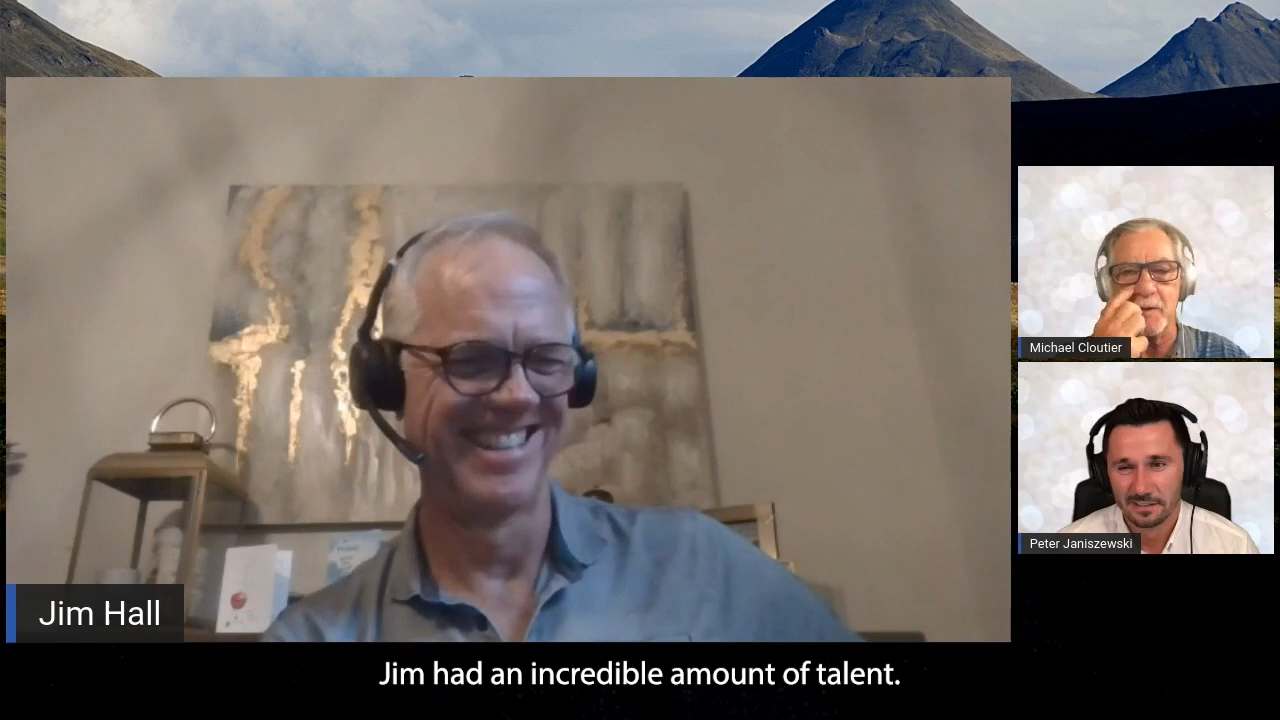 Michael Cloutier
Peter Janiszewski
Jim Hall
Jim had an incredible amount of talent.